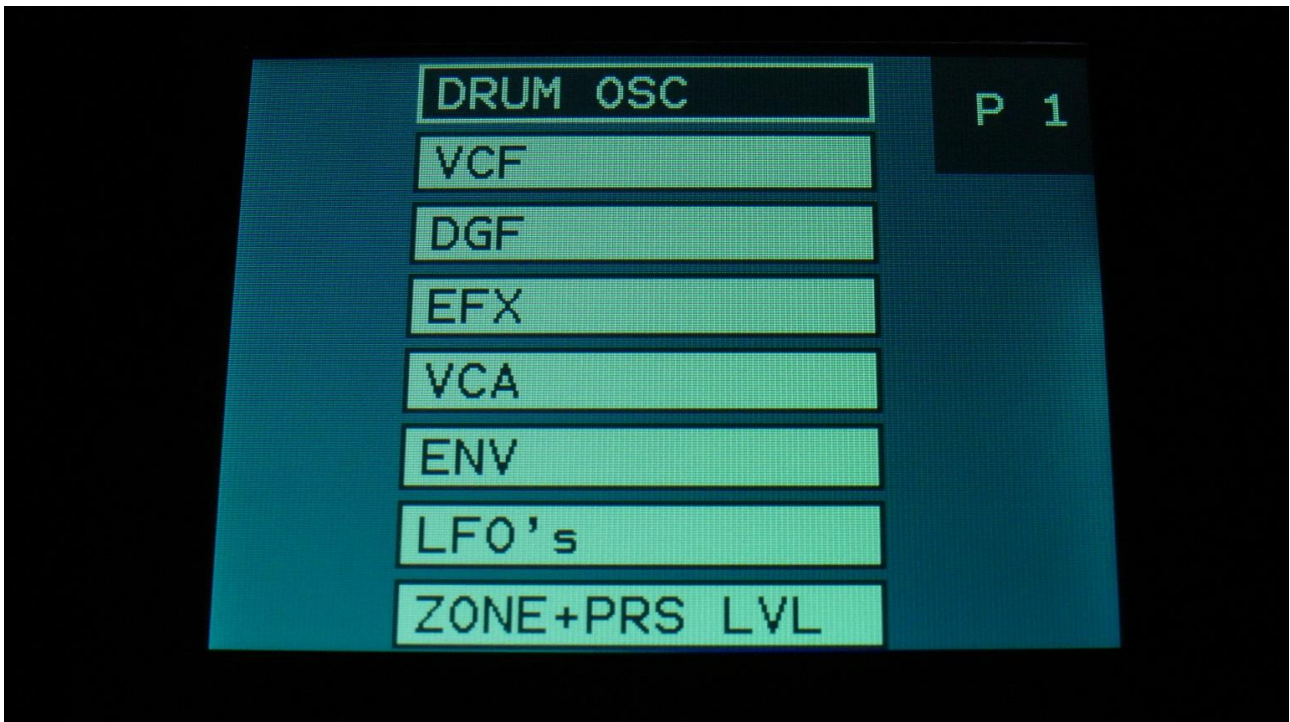 DRUM OSC
P 1
VCF
DGF
EFX
VCA
ENV
LFO's
ZONE+PRS LVL